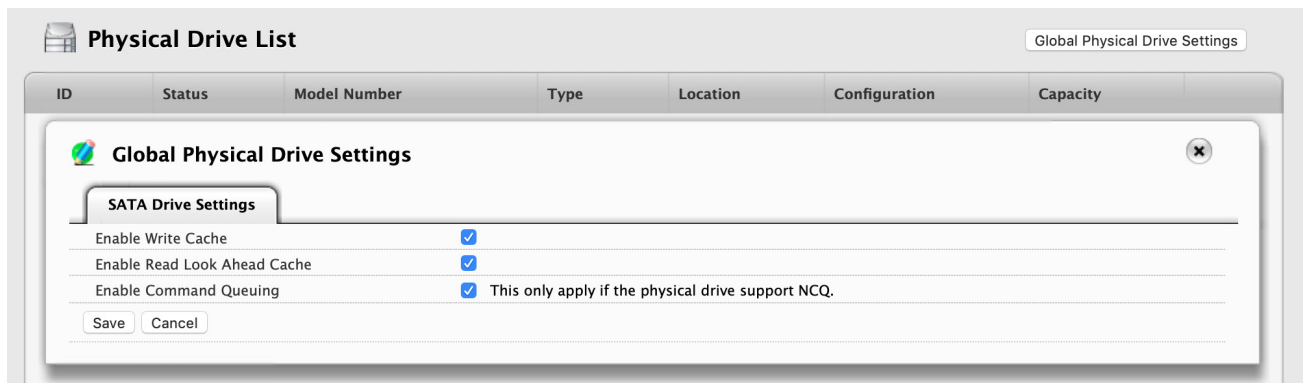 Physical Drive List
Global Physical Drive Settings
ID Status Model Number Type Location Configuration Capacity
Global Physical Drive Settings
SATA Drive Settings
Enable Write Cache
Enable Read Look Ahead Cache
Enable Command Queuing This only apply if the physical drive support NCQ.
Save Cancel